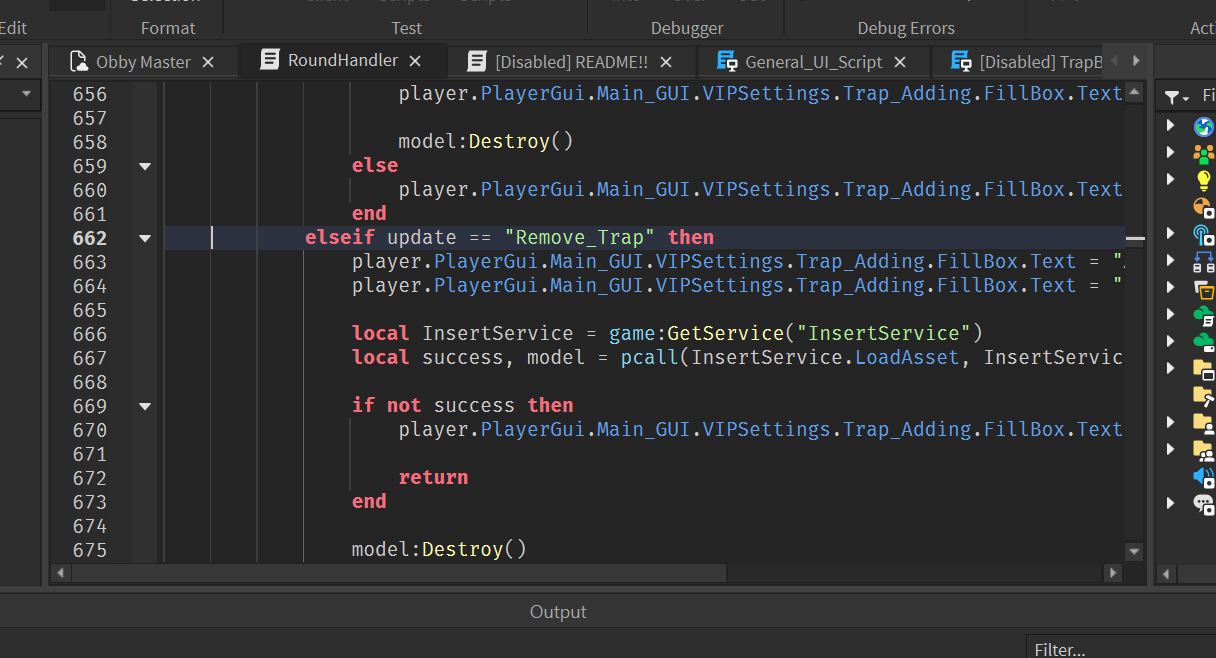 Edit
Format
Test
Debugger
Debug Errors
Obby Master
RoundHandler
[Disabled] README!!
General_UI_Script
[Disabled] TrapB
656 player.PlayerGui.Main_GUI.VIPSettings.Trap_Adding.FillBox.Text
657
658 model:Destroy()
659 else
660 player.PlayerGui.Main_GUI.VIPSettings.Trap_Adding.FillBox.Text
661 end
662 elseif update == "Remove_Trap" then
663 player.PlayerGui.Main_GUI.VIPSettings.Trap_Adding.FillBox.Text = "
664 player.PlayerGui.Main_GUI.VIPSettings.Trap_Adding.FillBox.Text = "
665
666 local InsertService = game:GetService("InsertService")
667 local success, model = pcall(InsertService.LoadAsset, InsertServic
668
669 if not success then
670 player.PlayerGui.Main_GUI.VIPSettings.Trap_Adding.FillBox.Text
671
672 return
673 end
674
675 model:Destroy()
Output
Filter...